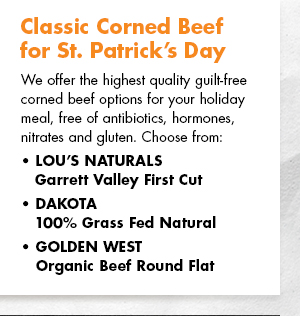 Classic Corned Beef
for St. Patrick's Day
We offer the highest quality guilt-free
corned beef options for your holiday
meal, free of antibiotics, hormones,
nitrates and gluten. Choose from:
• LOU'S NATURALS
Garrett Valley First Cut
• DAKOTA
100% Grass Fed Natural
• GOLDEN WEST
Organic Beef Round Flat